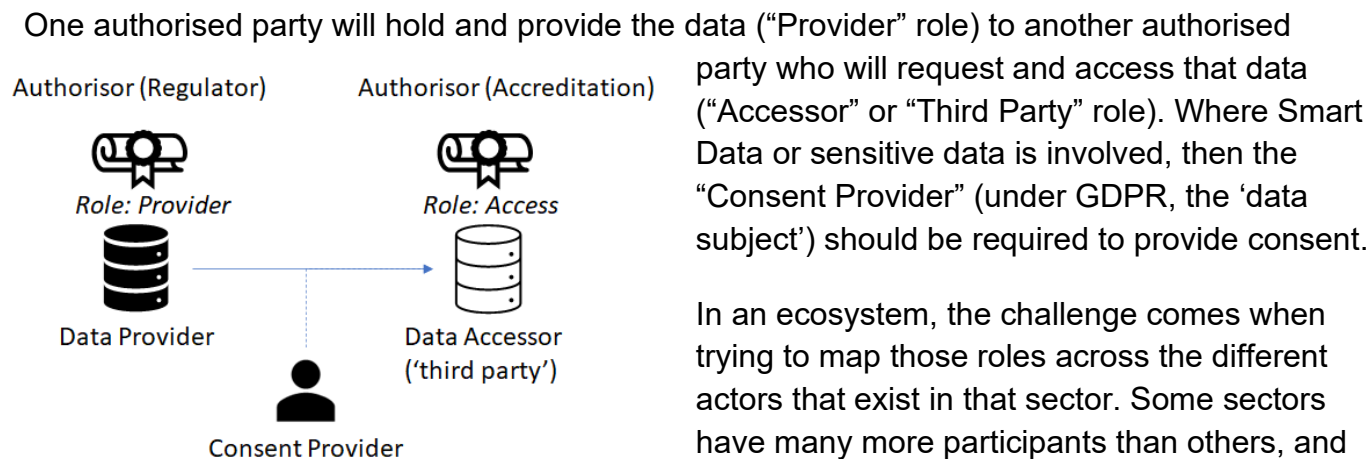 One authorised party will hold and provide the data (“Provider” role) to another authorised
party who will request and access that data
(“Accessor” or “Third Party” role). Where Smart
Data or sensitive data is involved, then the
“Consent Provider” (under GDPR, the ‘data
subject’) should be required to provide consent.
In an ecosystem, the challenge comes when
trying to map those roles across the different
actors that exist in that sector. Some sectors
have many more participants than others, and
Authorisor (Regulator)
Authorisor (Accreditation)
Role: Provider
Role: Access
Data Provider
Data Accessor
(‘third party’)
Consent Provider